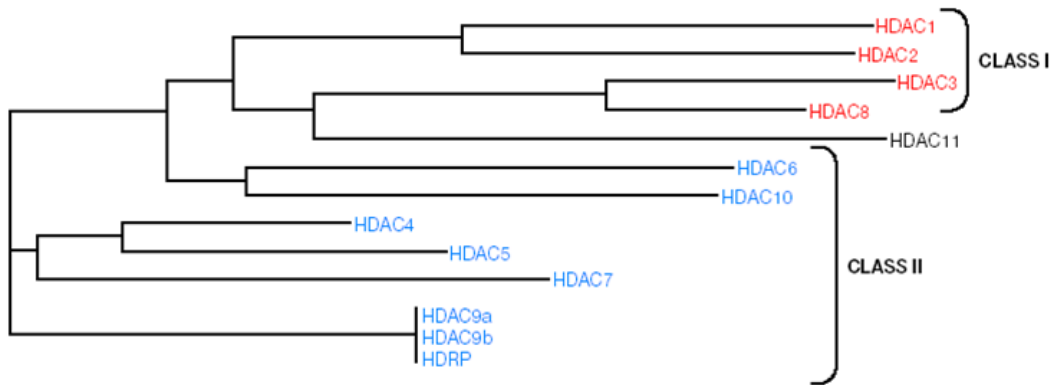 HDAC1
HDAC2
CLASS I
HDAC3
HDAC8
HDAC11
HDAC6
HDAC10
HDAC4
HDAC5
CLASS II
HDAC7
HDAC9a
HDAC9b
HDRP